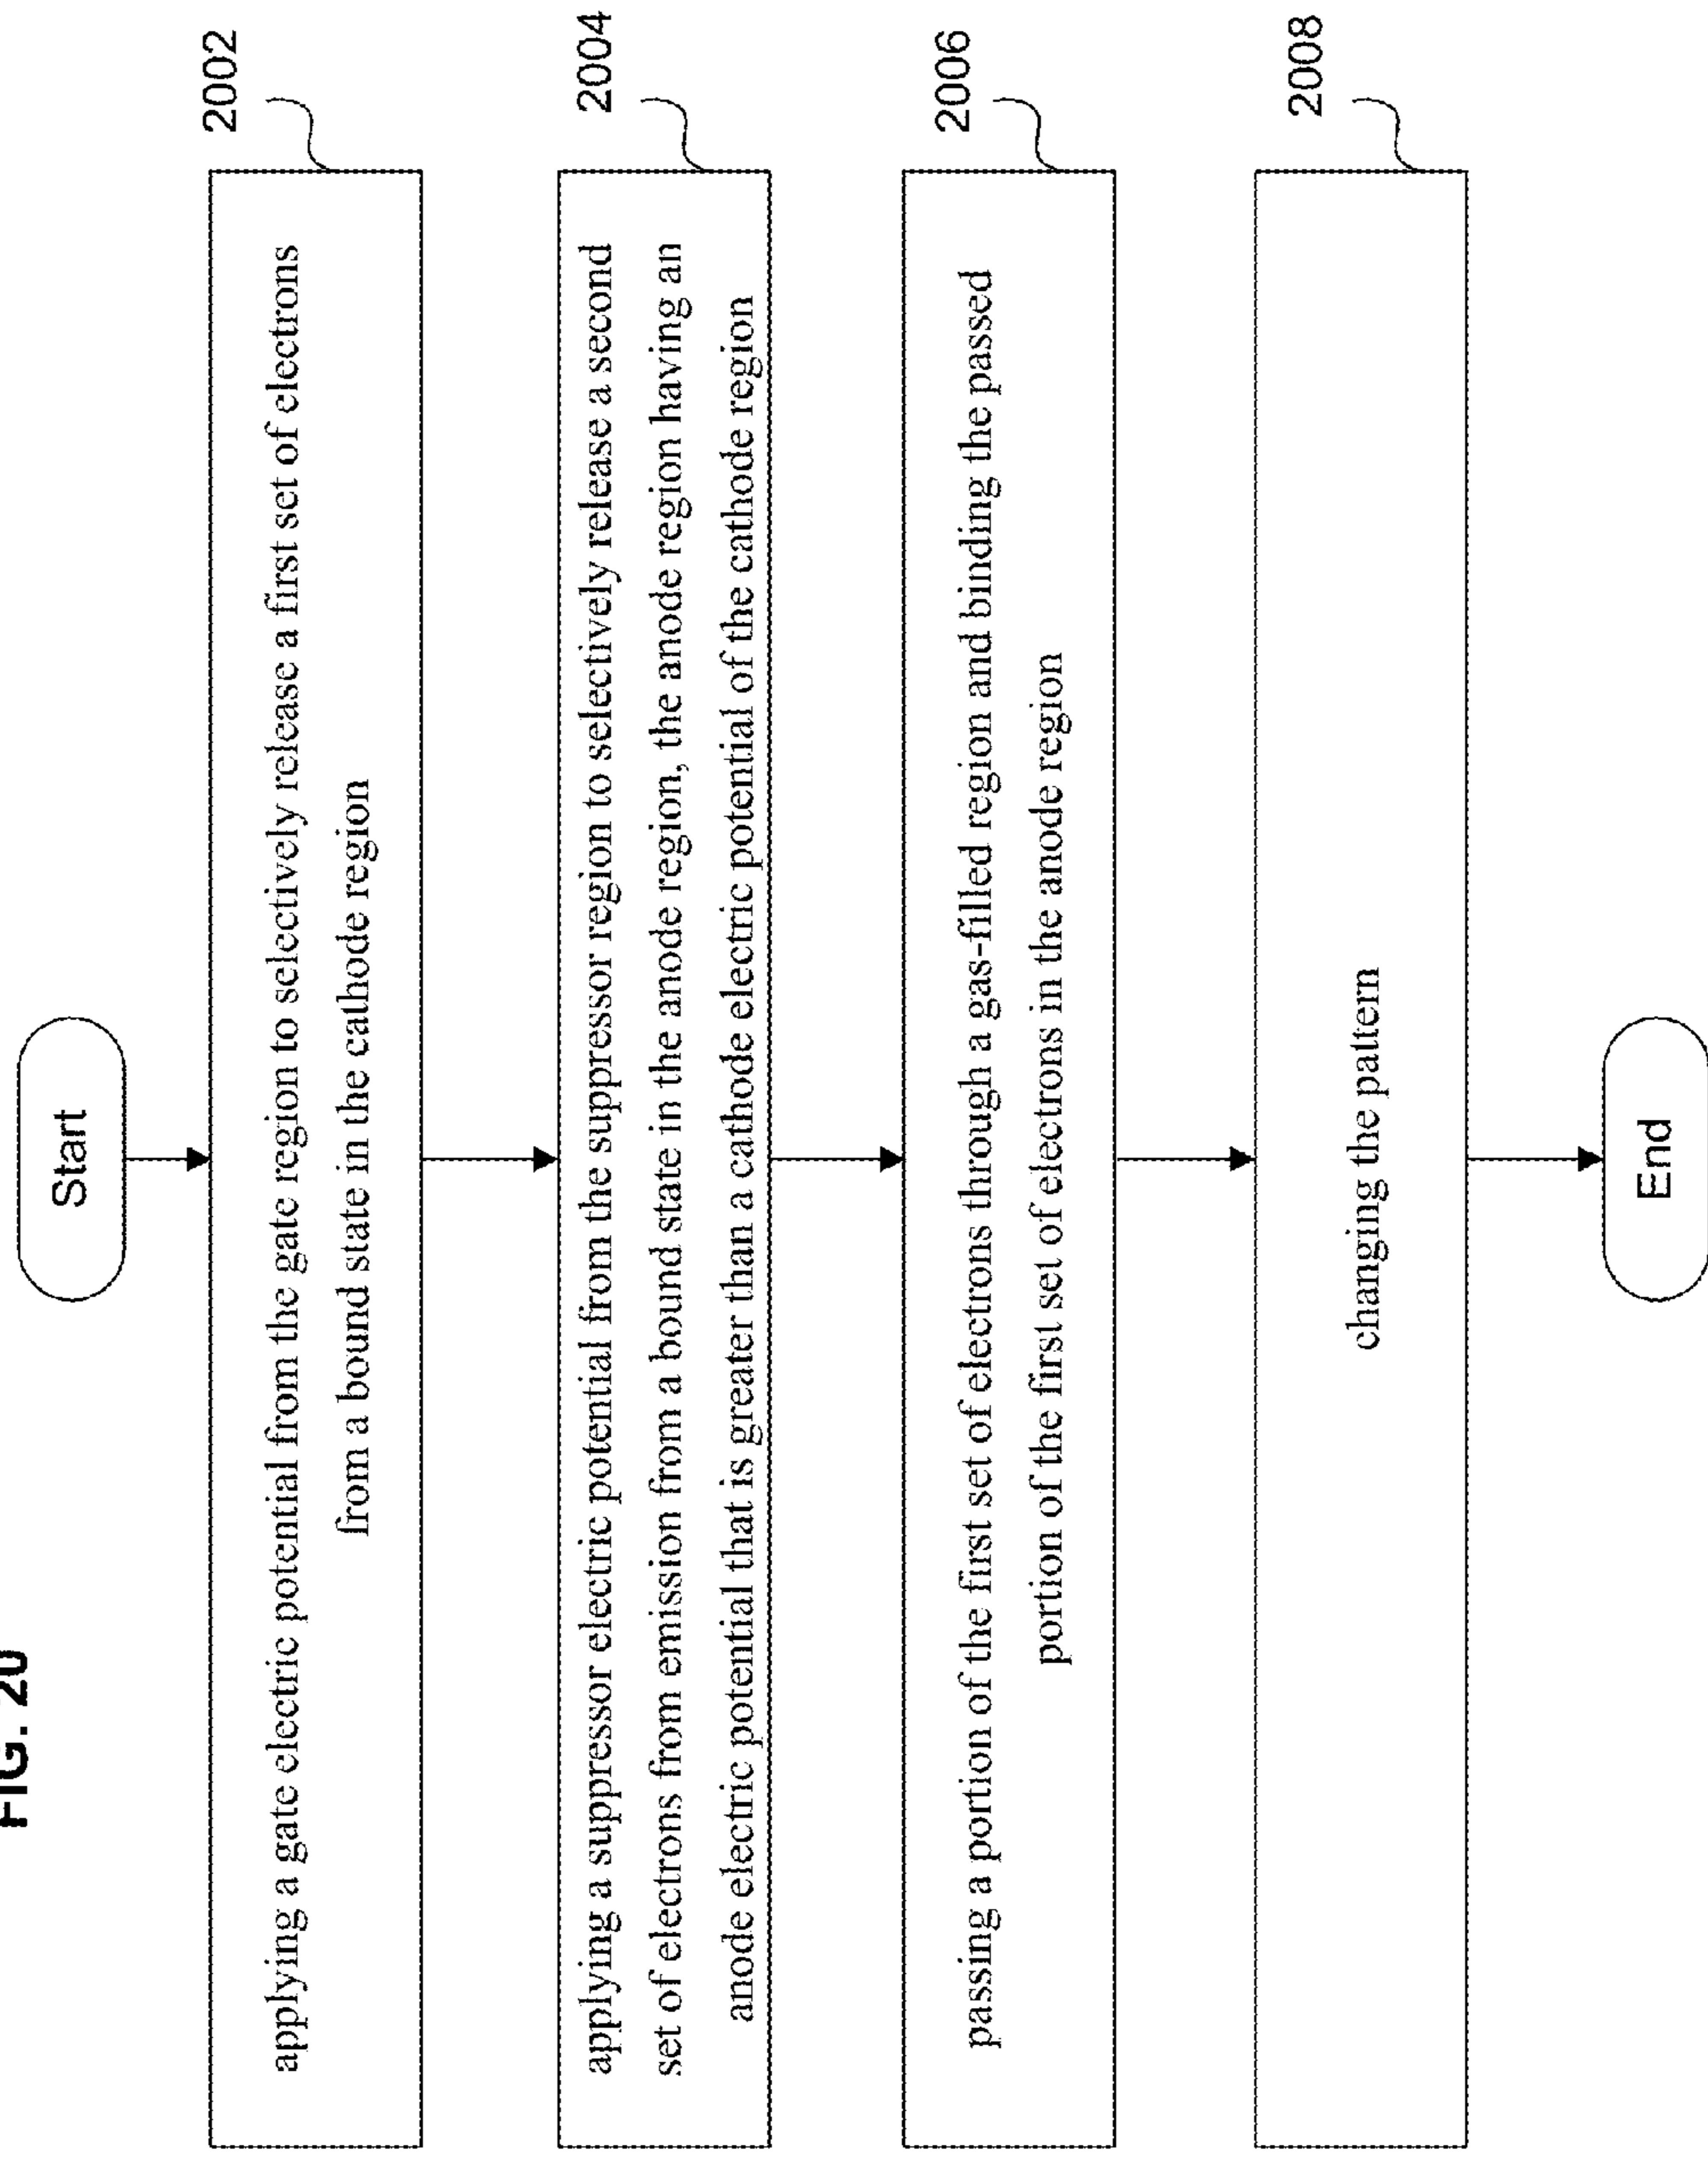 FIG. 20
Start
2002
applying a gate electric potential from the gate region to selectively release a first set of electrons
from a bound state in the cathode region
2004
applying a suppressor electric potential from the suppressor region to selectively release a second
set of electrons from emission from a bound state in the anode region, the anode region having an
anode electric potential that is greater than a cathode electric potential of the cathode region
2006
passing a portion of the first set of electrons through a gas-filled region and binding the passed
portion of the first set of electrons in the anode region
2008
changing the pattern
End